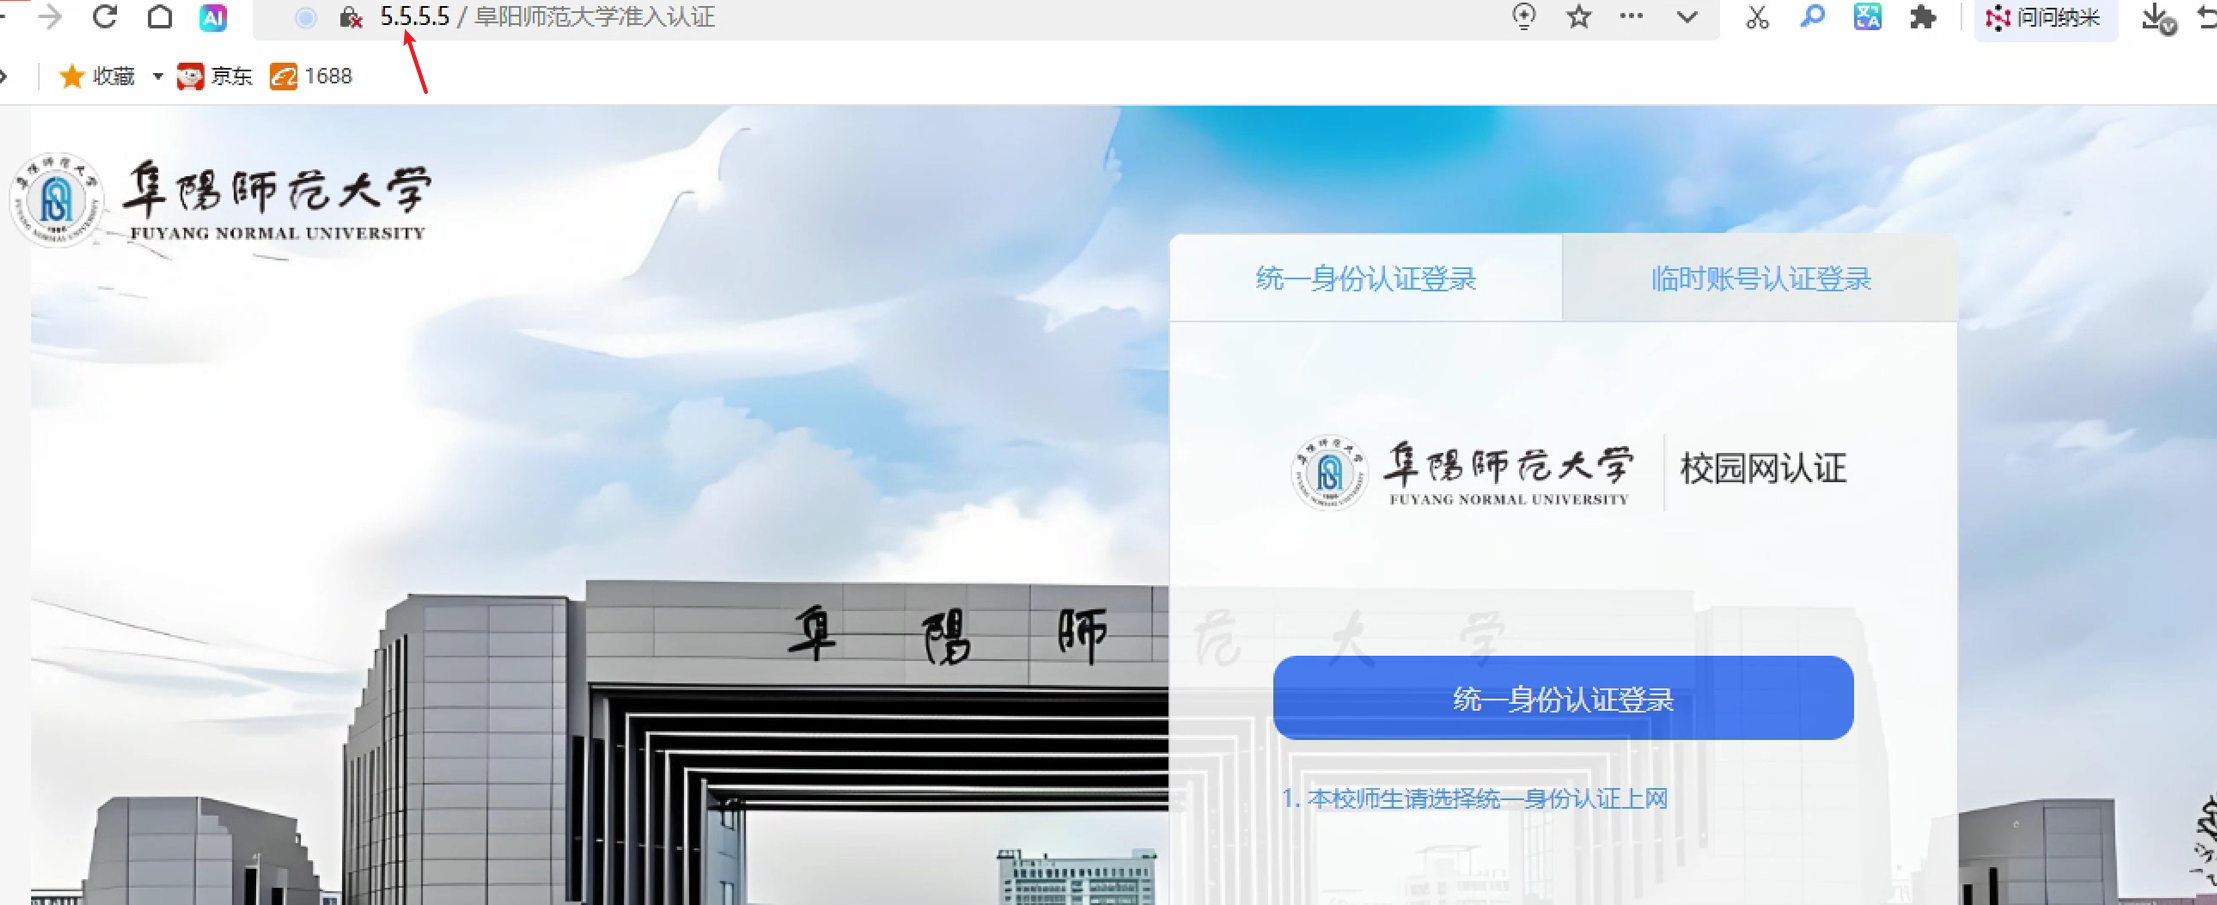 AI 5.5.5.5 / 阜阳师范大学准入认证 问问纳米
收藏 京东 1688
阜陽師范大学
FUYANG NORMAL UNIVERSITY
统一身份认证登录 临时账号认证登录
阜陽師范大学 校园网认证
FUYANG NORMAL UNIVERSITY
阜陽師范大学
统一身份认证登录
1. 本校师生请选择统一身份认证上网